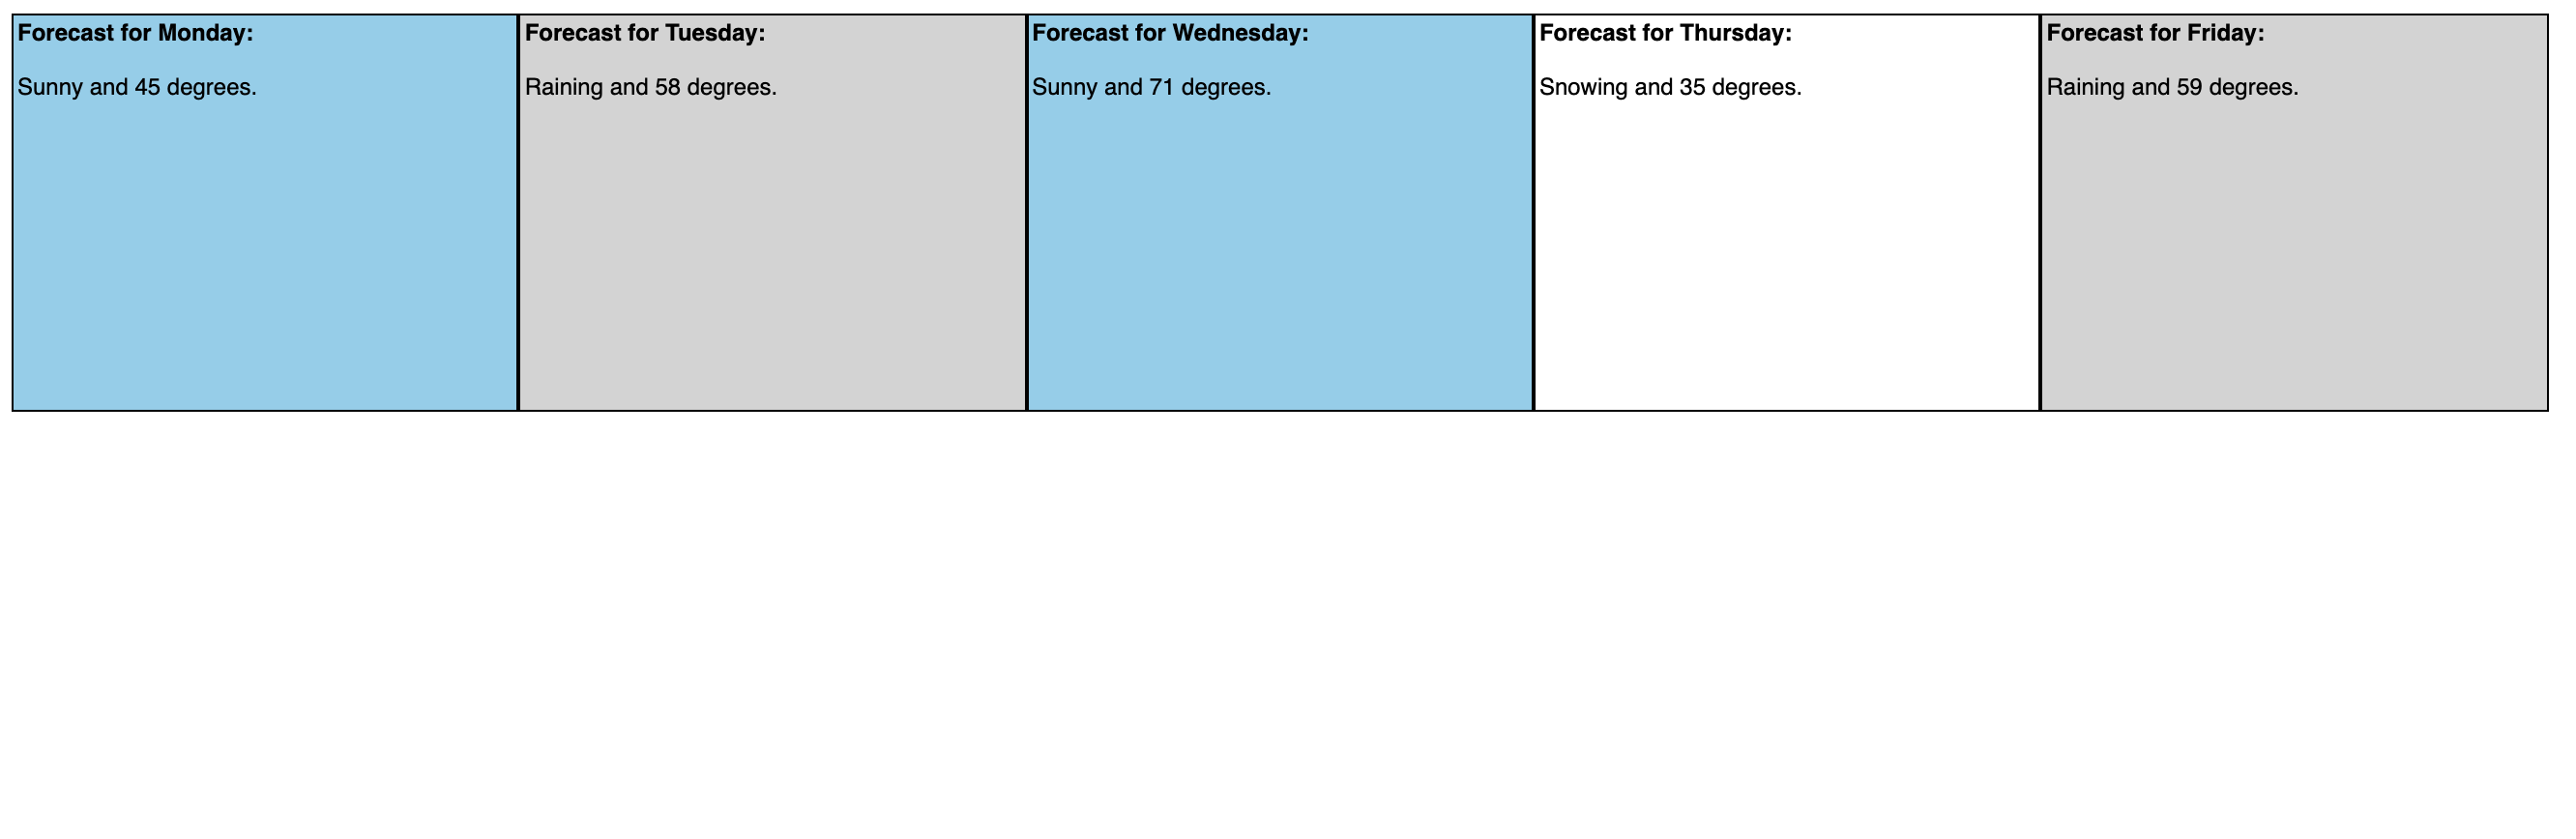 Forecast for Monday:
Sunny and 45 degrees.
Forecast for Tuesday:
Raining and 58 degrees.
Forecast for Wednesday:
Sunny and 71 degrees.
Forecast for Thursday:
Snowing and 35 degrees.
Forecast for Friday:
Raining and 59 degrees.